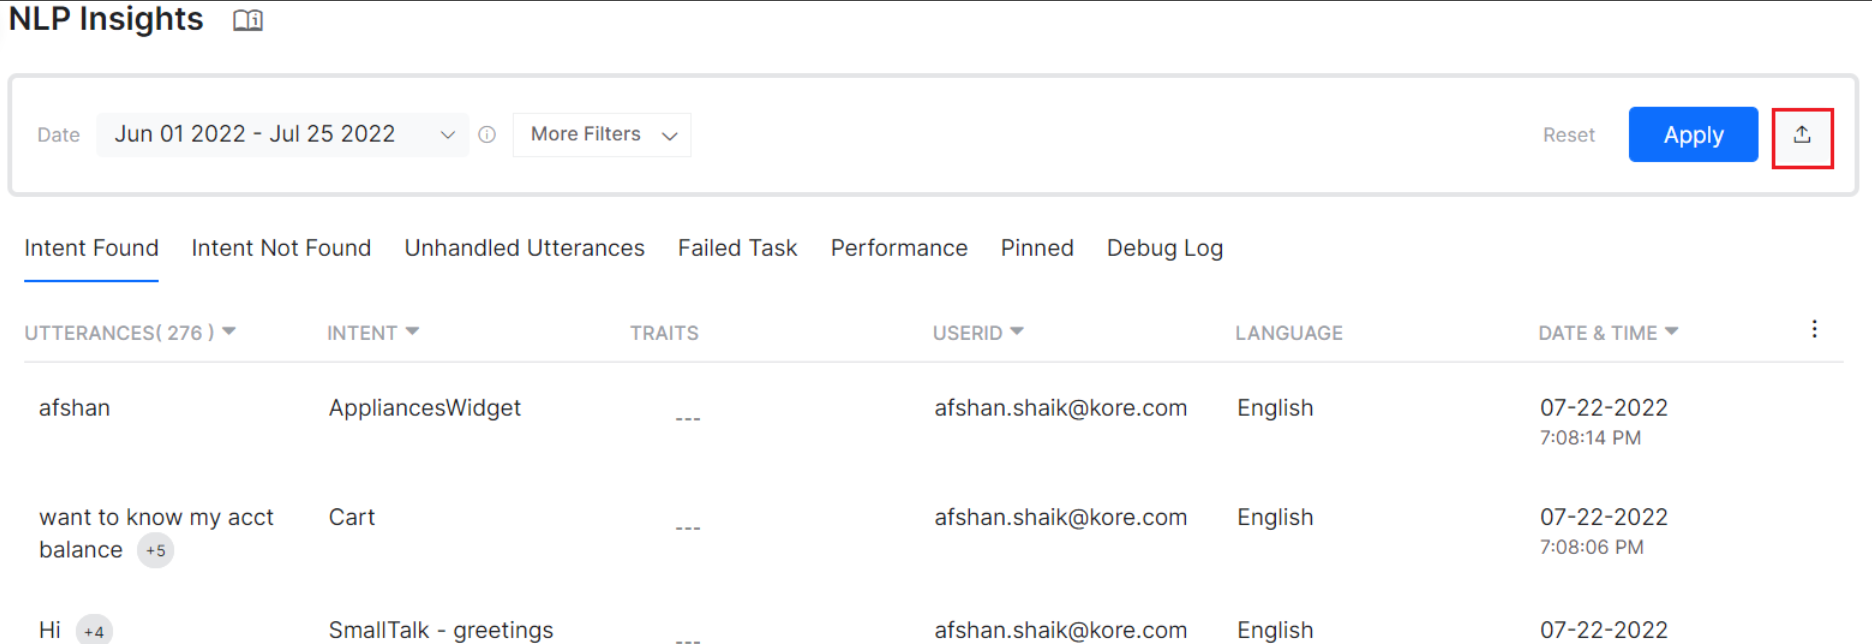 NLP Insights
Date Jun 01 2022 - Jul 25 2022 More Filters Reset Apply
Intent Found Intent Not Found Unhandled Utterances Failed Task Performance Pinned Debug Log
UTTERANCES( 276 ) INTENT TRAITS USERID LANGUAGE DATE & TIME
afshan AppliancesWidget --- afshan.shaik@kore.com English 07-22-2022
7:08:14 PM
want to know my acct Cart --- afshan.shaik@kore.com English 07-22-2022
balance +5 7:08:06 PM
Hi +4 SmallTalk - greetings --- afshan.shaik@kore.com English 07-22-2022